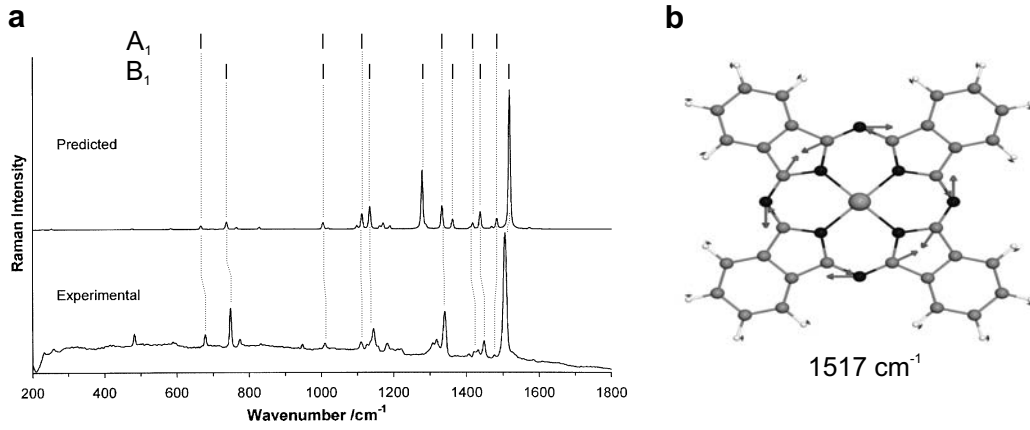 a
A₁
B₁
Predicted
Experimental
Raman Intensity
200 400 600 800 1000 1200 1400 1600 1800
Wavenumber /cm⁻¹
b
1517 cm⁻¹